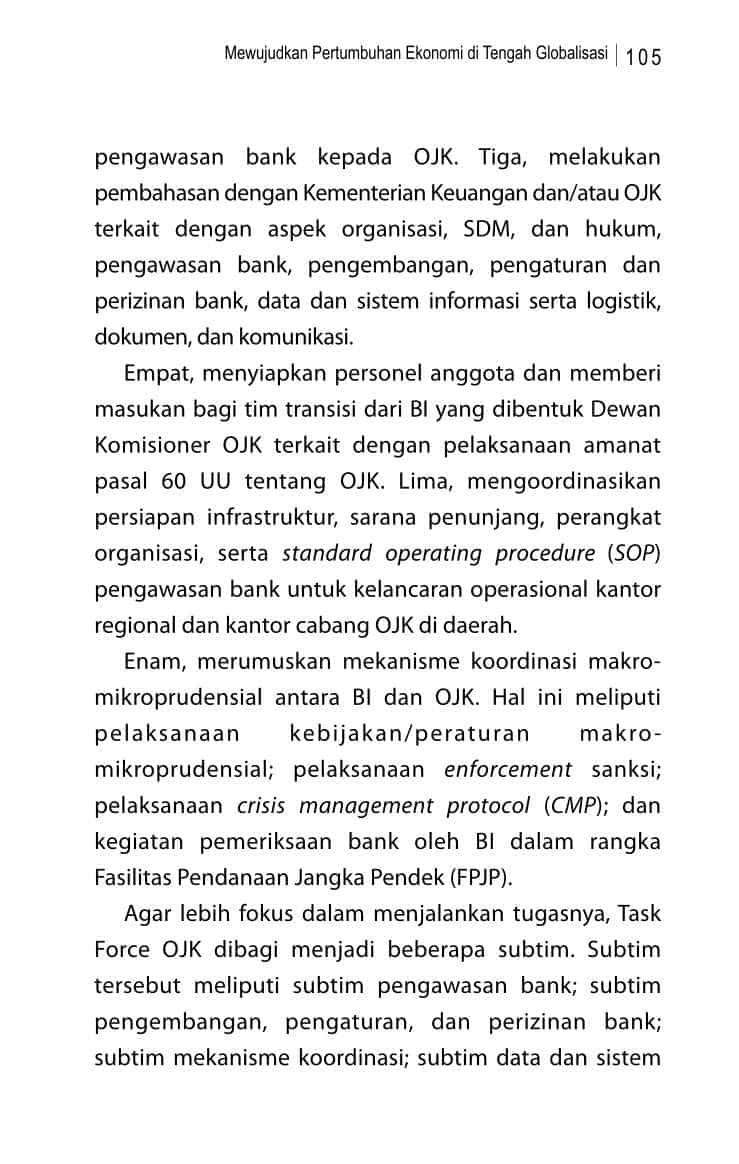 Mewujudkan Pertumbuhan Ekonomi di Tengah Globalisasi | 105
pengawasan bank kepada OJK. Tiga, melakukan
pembahasan dengan Kementerian Keuangan dan/atau OJK
terkait dengan aspek organisasi, SDM, dan hukum,
pengawasan bank, pengembangan, pengaturan dan
perizinan bank, data dan sistem informasi serta logistik,
dokumen, dan komunikasi.
Empat, menyiapkan personel anggota dan memberi
masukan bagi tim transisi dari BI yang dibentuk Dewan
Komisioner OJK terkait dengan pelaksanaan amanat
pasal 60 UU tentang OJK. Lima, mengoordinasikan
persiapan infrastruktur, sarana penunjang, perangkat
organisasi, serta standard operating procedure (SOP)
pengawasan bank untuk kelancaran operasional kantor
regional dan kantor cabang OJK di daerah.
Enam, merumuskan mekanisme koordinasi makro-
mikroprudensial antara BI dan OJK. Hal ini meliputi
pelaksanaan kebijakan/peraturan makro-
mikroprudensial; pelaksanaan enforcement sanksi;
pelaksanaan crisis management protocol (CMP); dan
kegiatan pemeriksaan bank oleh BI dalam rangka
Fasilitas Pendanaan Jangka Pendek (FPJP).
Agar lebih fokus dalam menjalankan tugasnya, Task
Force OJK dibagi menjadi beberapa subtim. Subtim
tersebut meliputi subtim pengawasan bank; subtim
pengembangan, pengaturan, dan perizinan bank;
subtim mekanisme koordinasi; subtim data dan sistem